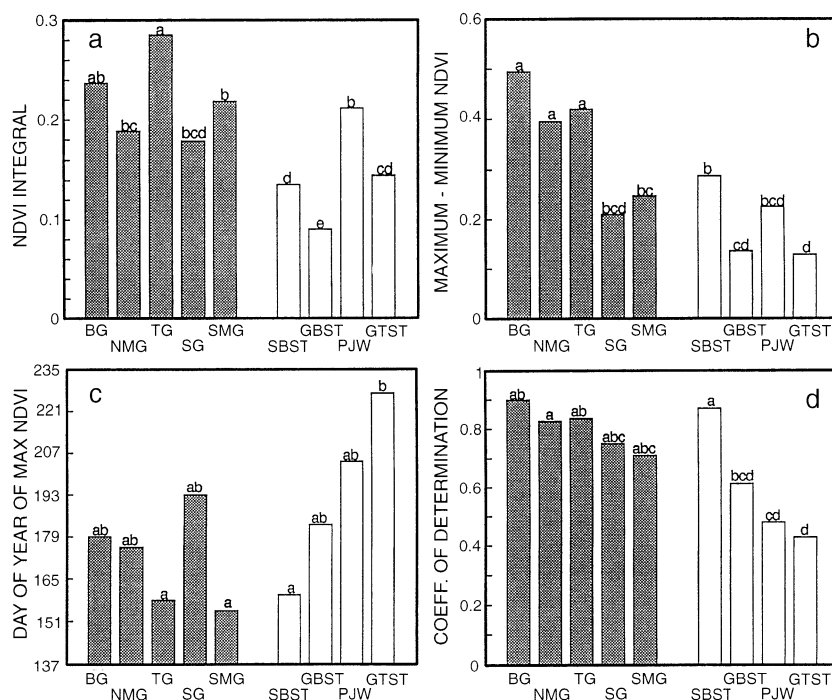 a
NDVI INTEGRAL
0.3
0.2
0.1
0
ab
bc
a
bcd
b
d
e
b
cd
BG
NMG
TG
SG
SMG
SBST
GBST
PJW
GTST
b
MAXIMUM - MINIMUM NDVI
0.6
0.4
0.2
0
a
a
a
bcd
bc
b
cd
bcd
d
BG
NMG
TG
SG
SMG
SBST
GBST
PJW
GTST
c
DAY OF YEAR OF MAX NDVI
235
221
207
193
179
165
151
137
ab
ab
a
ab
a
a
ab
ab
b
BG
NMG
TG
SG
SMG
SBST
GBST
PJW
GTST
d
COEFF. OF DETERMINATION
1
0.8
0.6
0.4
0.2
0
ab
a
ab
abc
abc
a
bcd
cd
d
BG
NMG
TG
SG
SMG
SBST
GBST
PJW
GTST